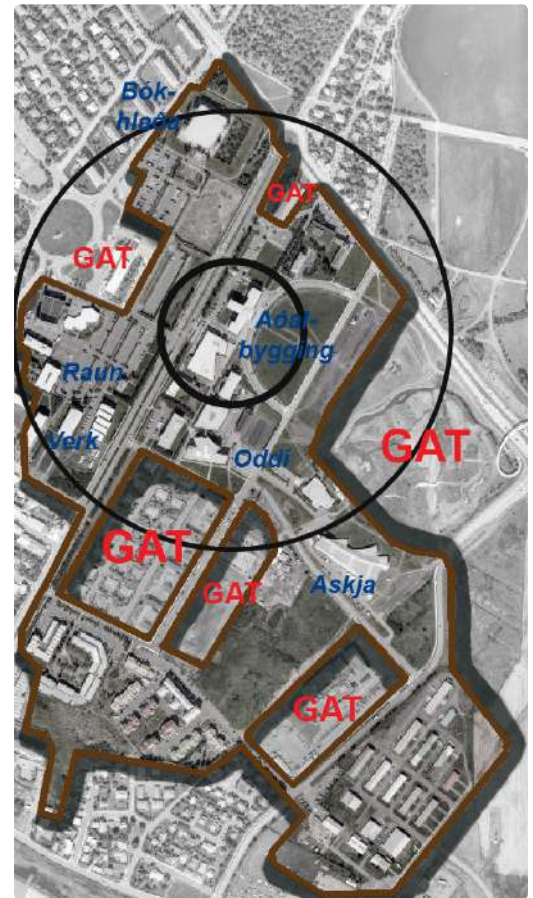 Bók-
hlaða
GAT
GAT
Aðal-
bygging
Raun
Verk
Oddi
GAT
GAT
GAT
Askja
GAT